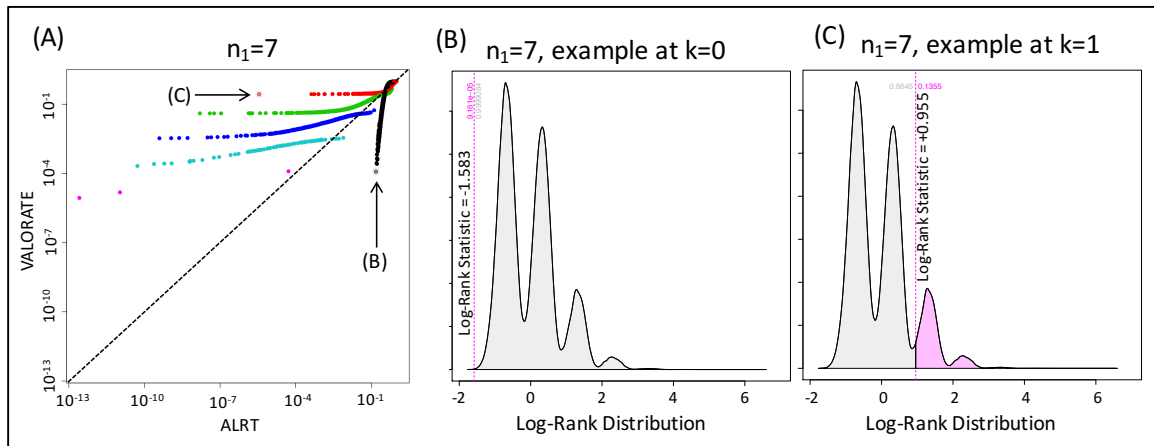 (A)
n1=7
VALORATE
10-1
10-4
10-7
10-10
10-13
10-13
10-10
10-7
10-4
10-1
ALRT
(C)
(B)
(B)
n1=7, example at k=0
9.161e-05
Log-Rank Statistic = -1.583
-2
0
2
4
6
Log-Rank Distribution
(C)
n1=7, example at k=1
0.8645
0.1355
Log-Rank Statistic = +0.955
-2
0
2
4
6
Log-Rank Distribution